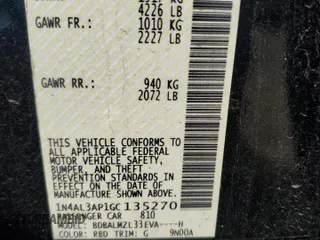 4226 LB
GAWR FR.: 1010 KG
2227 LB
GAWR RR.: 940 KG
2072 LB
THIS VEHICLE CONFORMS TO
ALL APPLICABLE FEDERAL
MOTOR VEHICLE SAFETY,
BUMPER, AND THEFT
PREVENTION STANDARDS IN
EFFECT ON THE DATE OF
MANUFACTURE SHOWN ABOVE.
1N4AL3AP1GC135270
PASSENGER CAR 810
MODEL: BDBALMZL33EVA----H
COLOR: RBD TRIM: G 9N00A